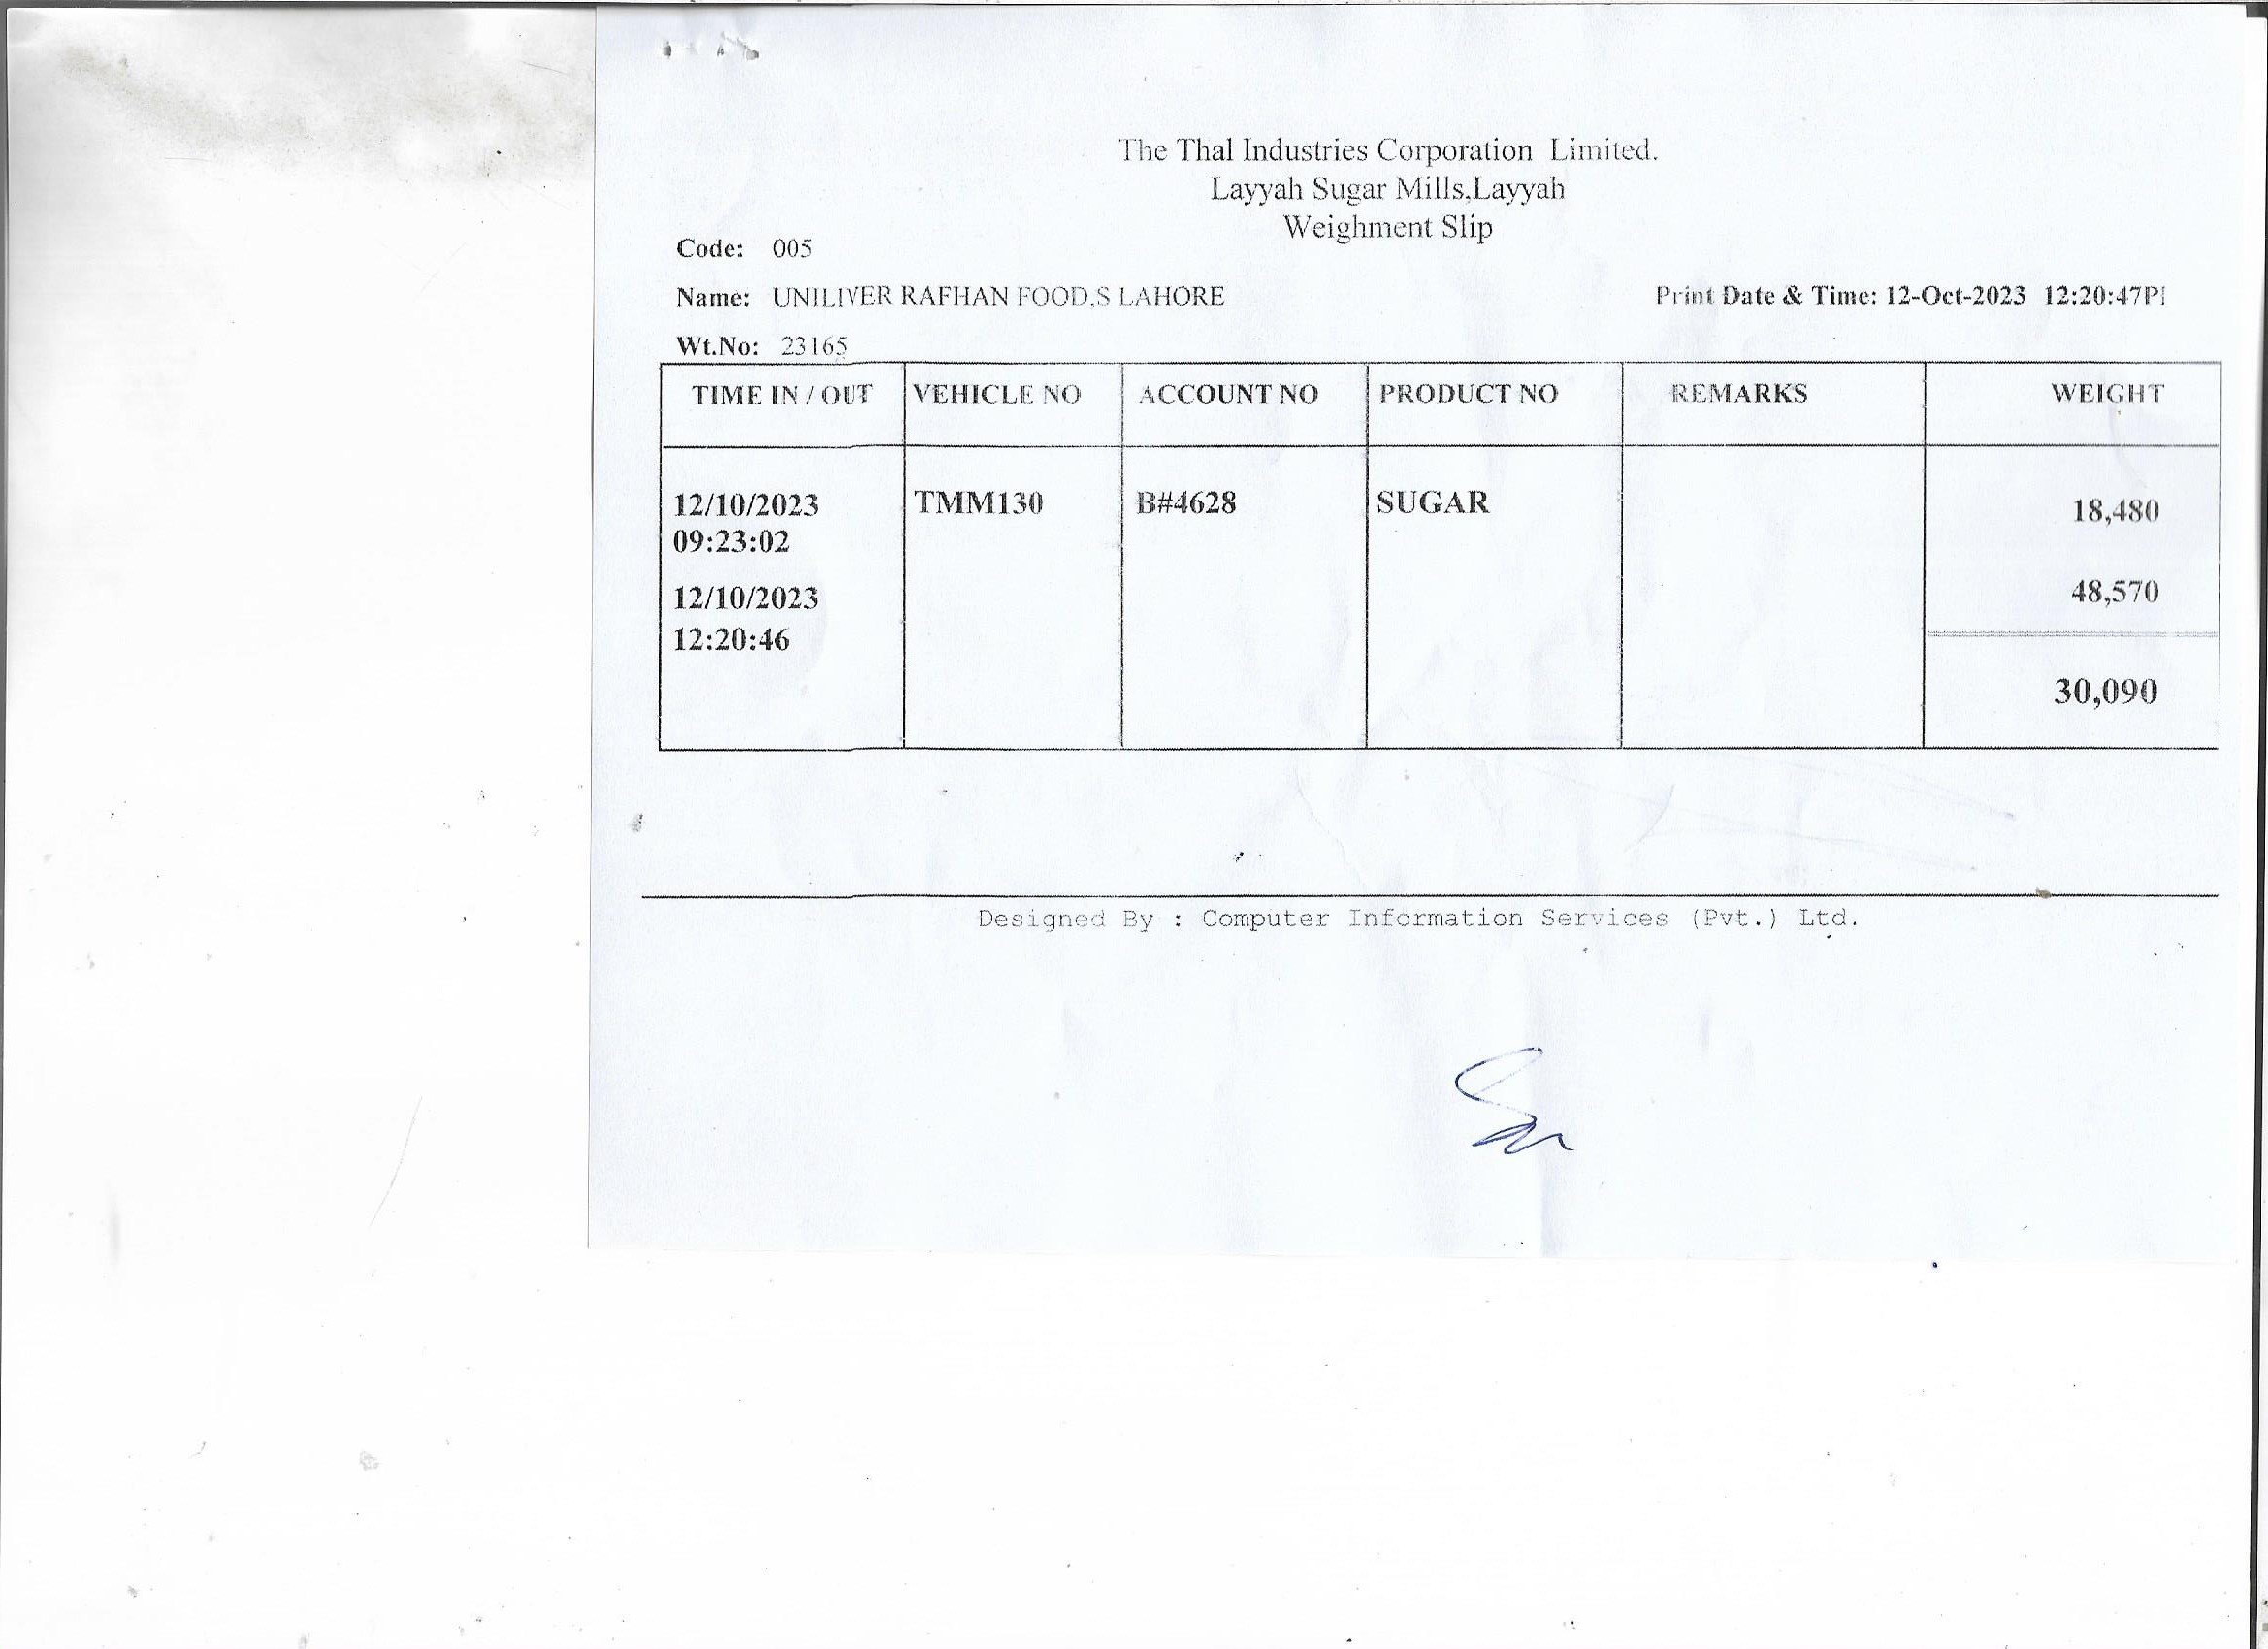 The Thal Industries Corporation Limited.
Layyah Sugar Mills,Layyah
Weighment Slip
Code: 005
Name: UNILIVER RAFHAN FOOD,S LAHORE
Print Date & Time: 12-Oct-2023 12:20:47P
Wt.No: 23165
TIME IN / OUT VEHICLE NO ACCOUNT NO PRODUCT NO REMARKS WEIGHT
12/10/2023 TMM130 B#4628 SUGAR 18,480
09:23:02
12/10/2023 48,570
12:20:46
30,090
Designed By : Computer Information Services (Pvt.) Ltd.